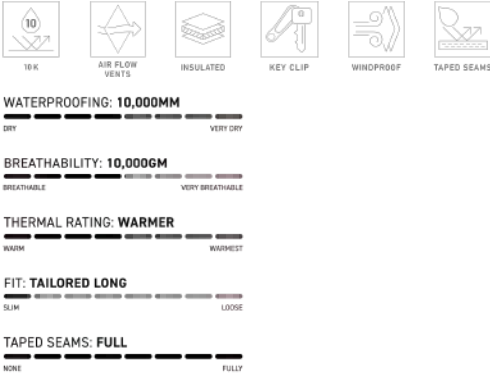 10
10K
AIR FLOW
VENTS
INSULATED
KEY CLIP
WINDPROOF
TAPED SEAMS
WATERPROOFING: 10,000MM
DRY VERY DRY
BREATHABILITY: 10,000GM
BREATHABLE VERY BREATHABLE
THERMAL RATING: WARMER
WARM WARMEST
FIT: TAILORED LONG
SLIM LOOSE
TAPED SEAMS: FULL
NONE FULLY